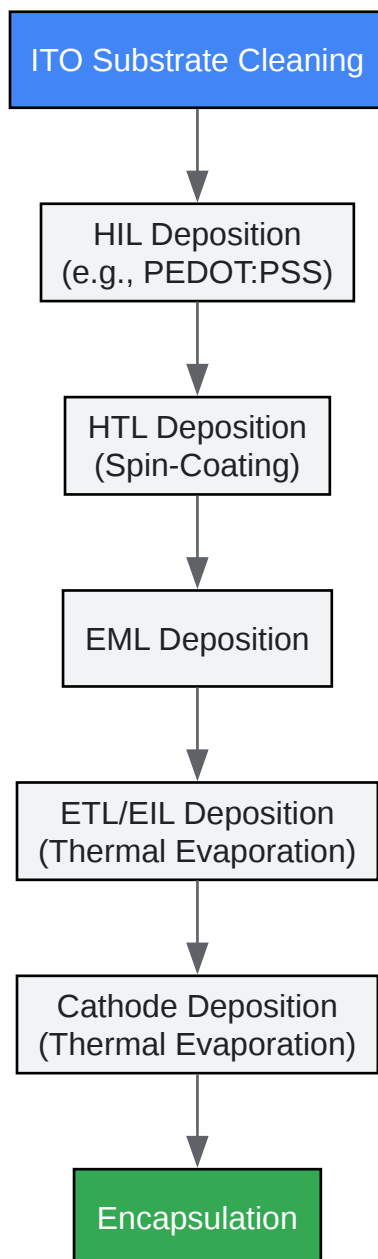 ITO Substrate Cleaning
HIL Deposition
(e.g., PEDOT:PSS)
HTL Deposition
(Spin-Coating)
EML Deposition
ETL/EIL Deposition
(Thermal Evaporation)
Cathode Deposition
(Thermal Evaporation)
Encapsulation